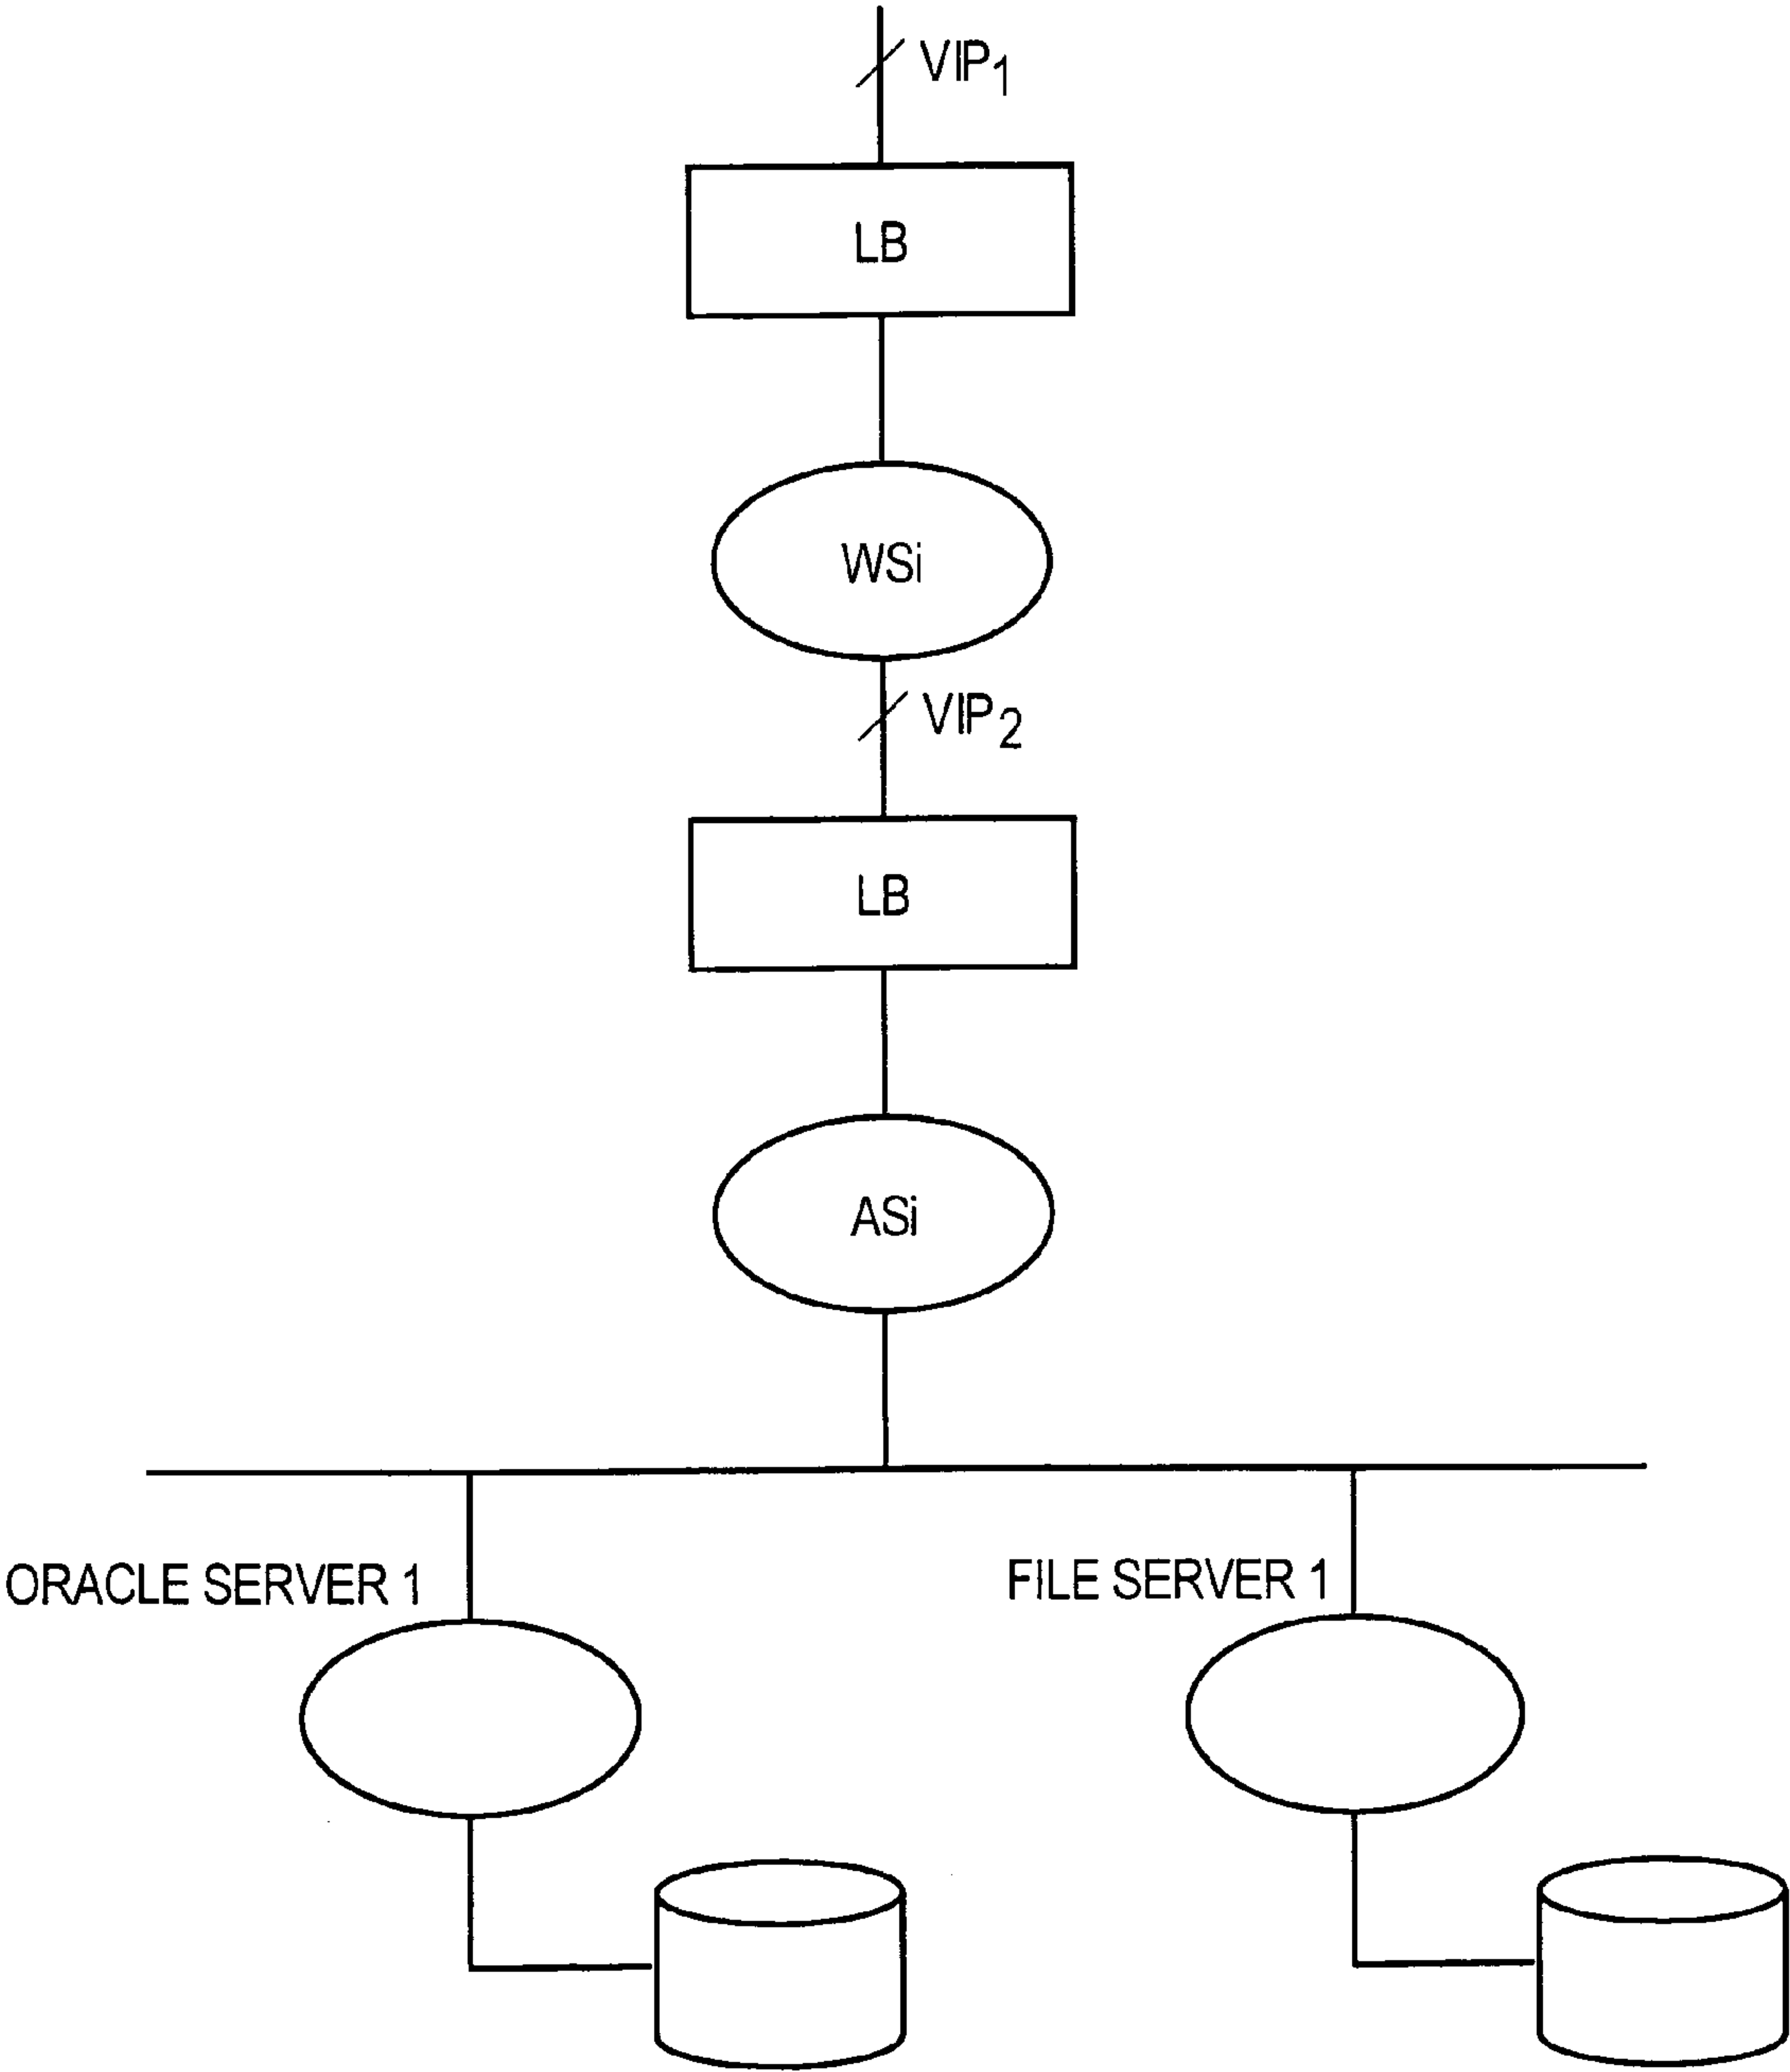 VIP1
LB
WSi
VIP2
LB
ASi
ORACLE SERVER 1
FILE SERVER 1